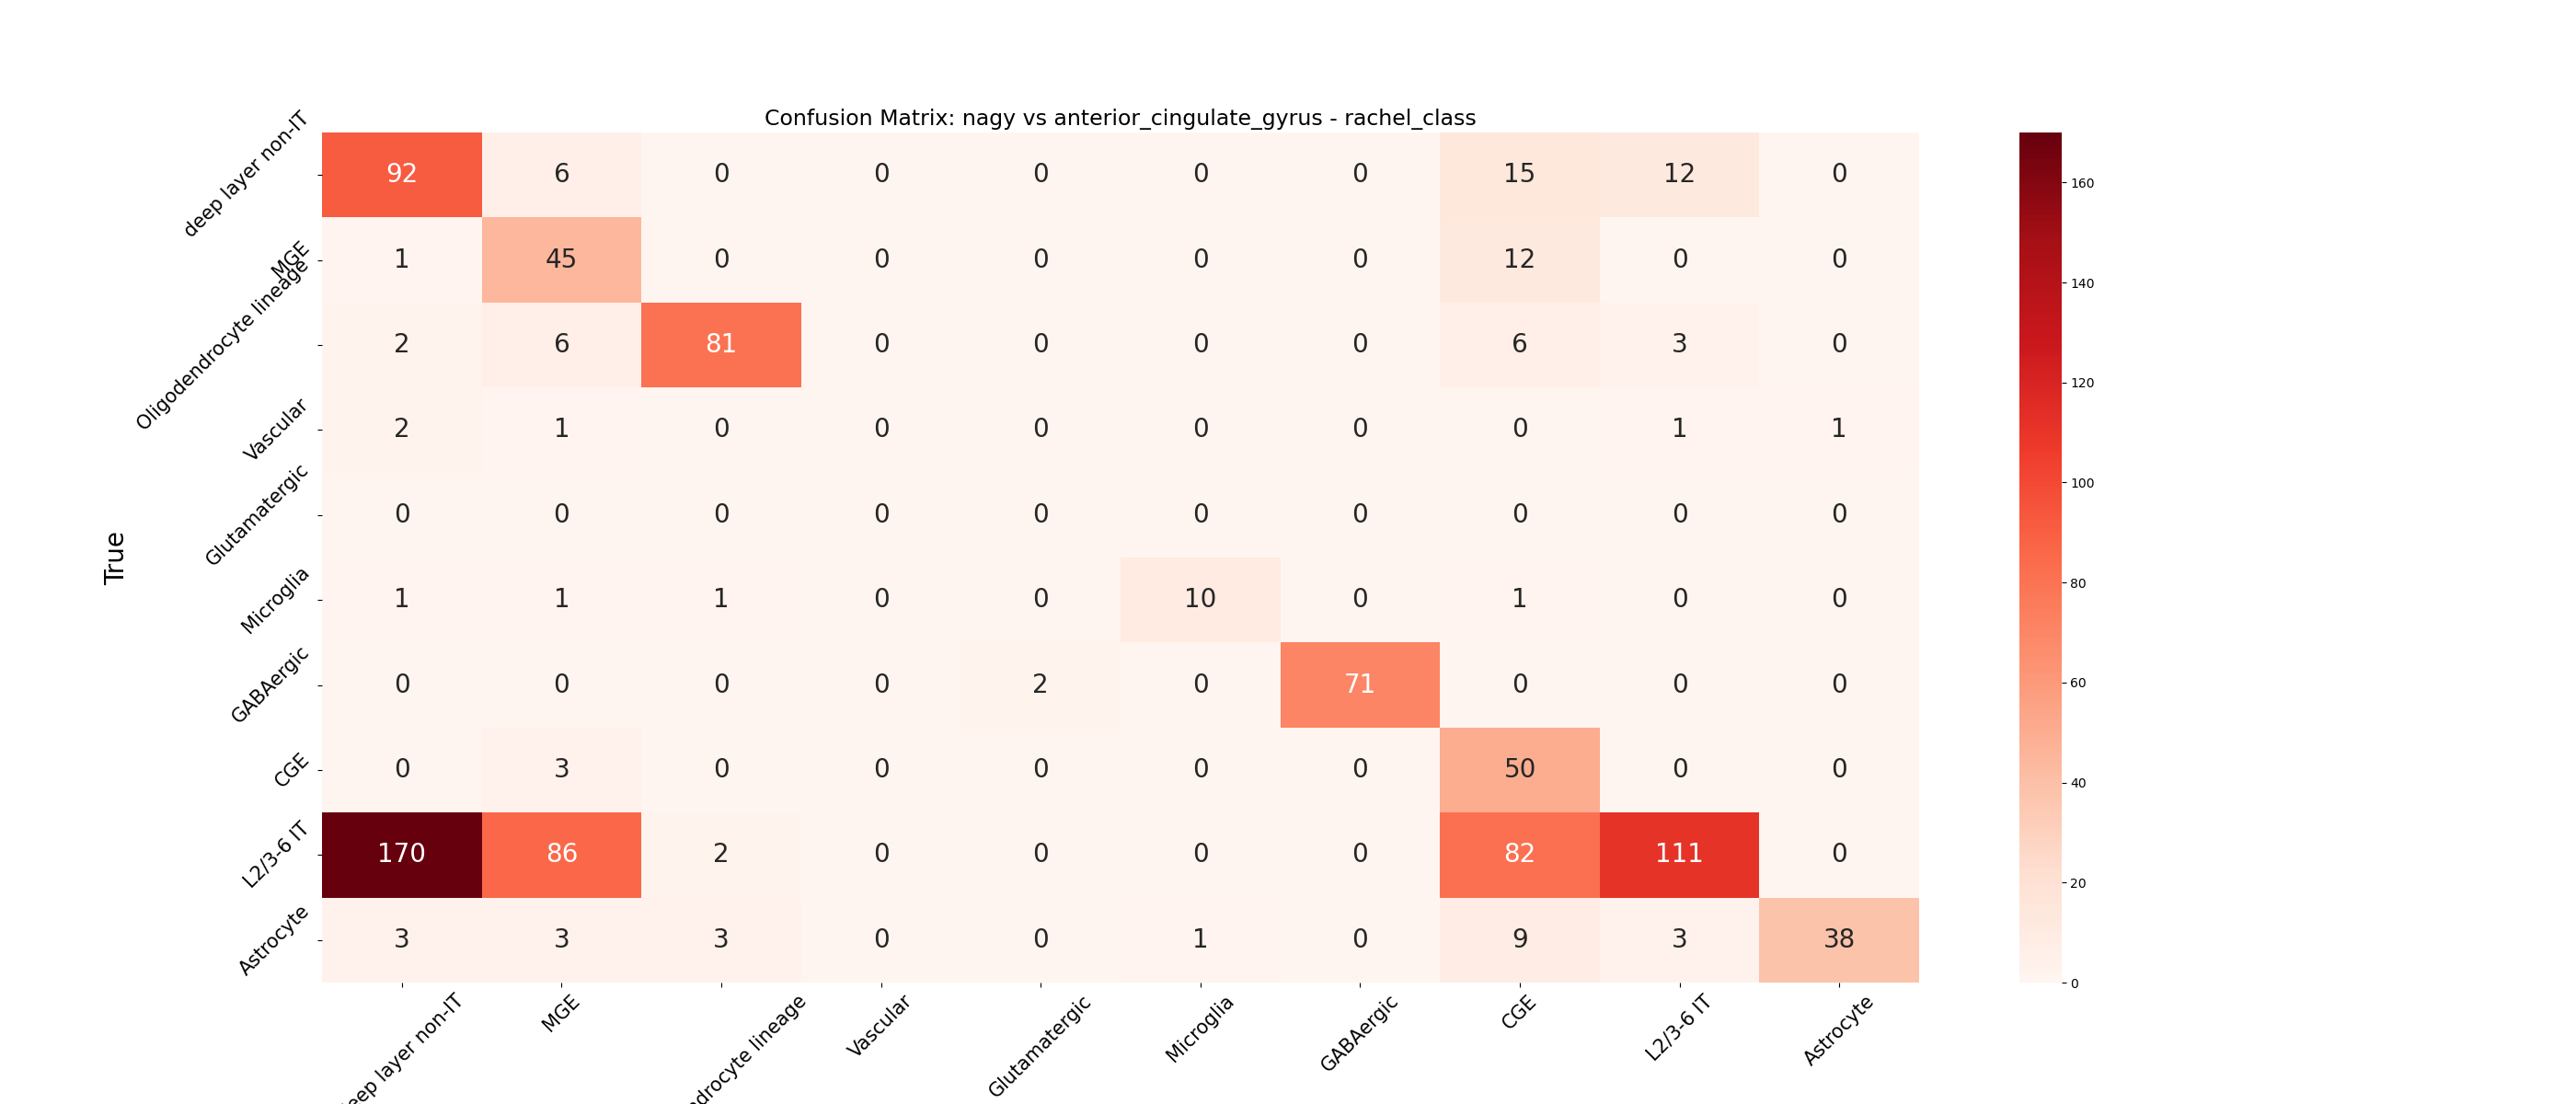 Confusion Matrix: nagy vs anterior_cingulate_gyrus - rachel_class
True
deep layer non-IT 92 6 0 0 0 0 0 15 12 0
MGE 1 45 0 0 0 0 0 12 0 0
Oligodendrocyte lineage 2 6 81 0 0 0 0 6 3 0
Vascular 2 1 0 0 0 0 0 0 1 1
Glutamatergic 0 0 0 0 0 0 0 0 0 0
Microglia 1 1 1 0 0 10 0 1 0 0
GABAergic 0 0 0 0 2 0 71 0 0 0
CGE 0 3 0 0 0 0 0 50 0 0
L2/3-6 IT 170 86 2 0 0 0 0 82 111 0
Astrocyte 3 3 3 0 0 1 0 9 3 38
eep layer non-IT MGE ndrocyte lineage Vascular Glutamatergic Microglia GABAergic CGE L2/3-6 IT Astrocyte
160
140
120
100
80
60
40
20
0